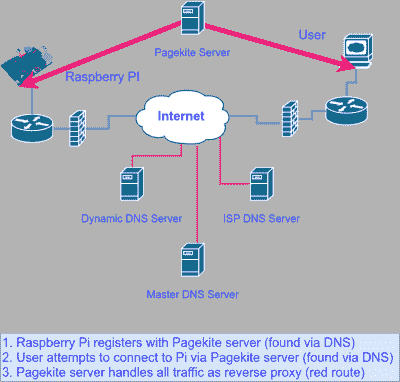 Pagekite Server
User
Raspberry PI
Internet
Dynamic DNS Server
ISP DNS Server
Master DNS Server
1. Raspberry Pi registers with Pagekite server (found via DNS)
2. User attempts to connect to Pi via Pagekite server (found via DNS)
3. Pagekite server handles all traffic as reverse proxy (red route)